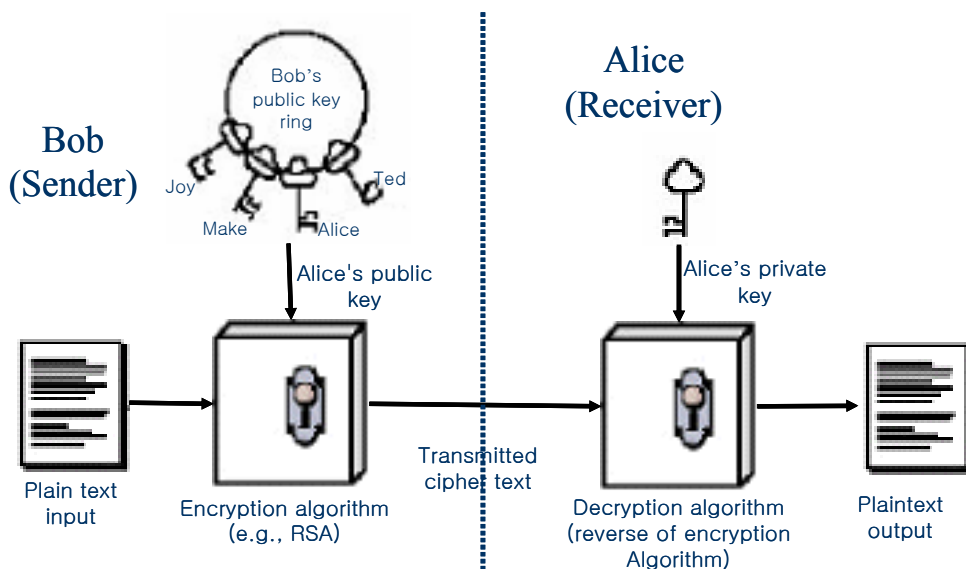 Bob's
public key
ring
Alice
(Receiver)
Bob
(Sender)
Joy
Ted
Make
Alice
Alice's public
key
Alice's private
key
Transmitted
cipher text
Plain text
input
Encryption algorithm
(e.g., RSA)
Decryption algorithm
(reverse of encryption
Algorithm)
Plaintext
output